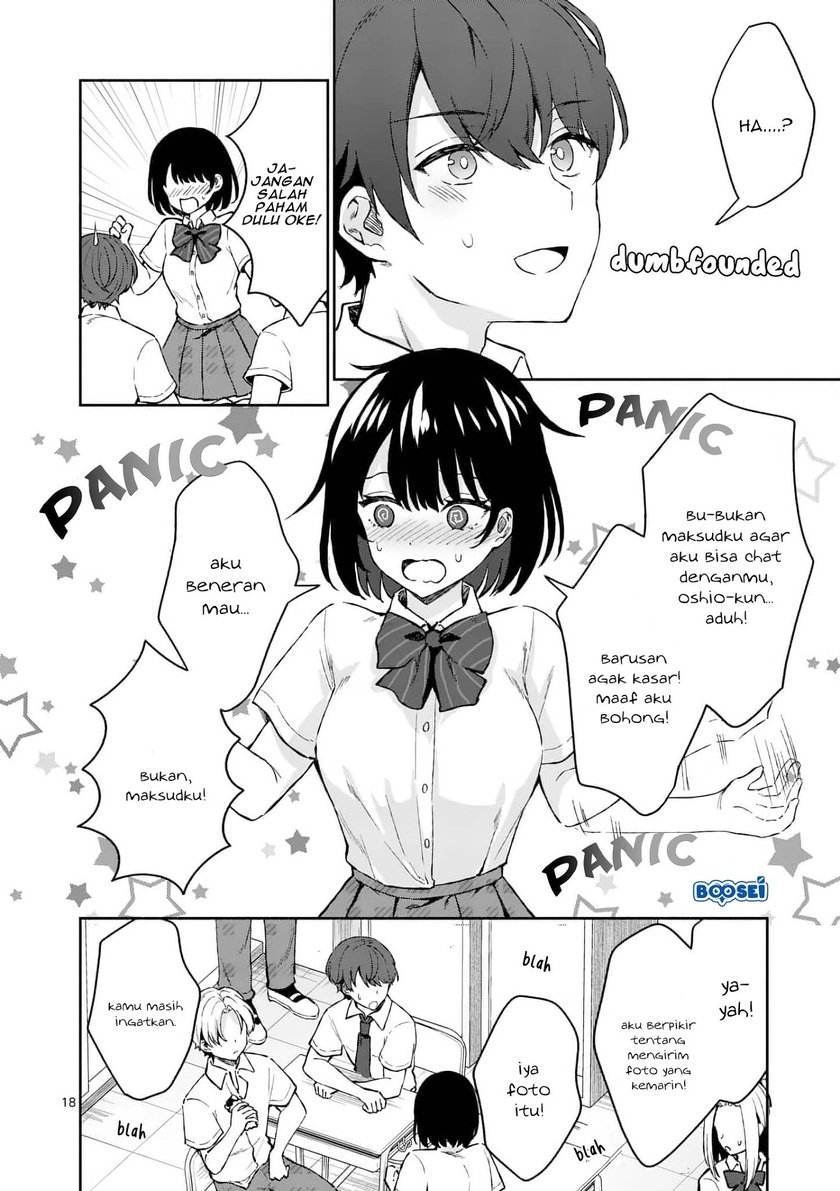 HA....?
dumbfounded
JA-
JANGAN
SALAH
PAHAM
DULU OKE!
PANIC
BU-BUKAN
MAKSUDKU AGAR
AKU BISA CHAT
DENGANMU,
OSHIO-KUN...
ADUH!
BARUSAN
AGAK KASAR!
MAAF AKU
BOHONG!
PANIC
AKU
BENERAN
MAU...
BUKAN,
MAKSUDKU!
PANIC
BOOSEI
YA-
YAH!
AKU BERPIKIR
TENTANG
MENGIRIM
FOTO YANG
KEMARIN!
blah
IYA
FOTO
ITU!
blah
KAMU MASIH
INGATKAN.
blah
18